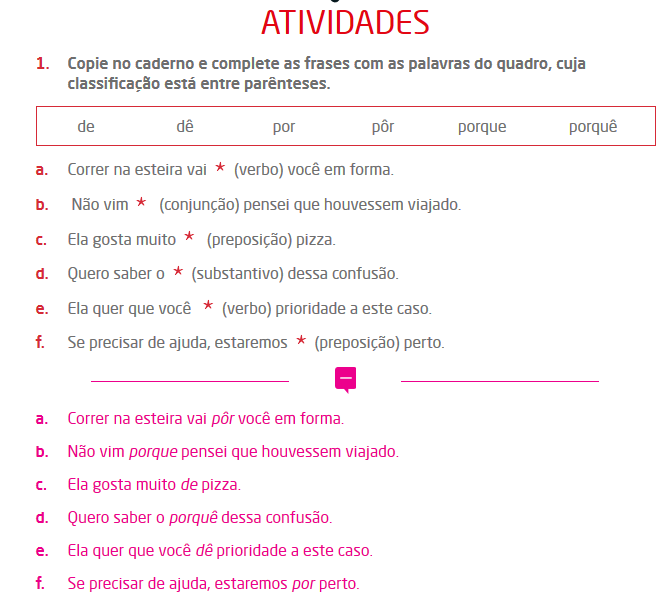 ATIVIDADES
1. Copie no caderno e complete as frases com as palavras do quadro, cuja
classificação está entre parênteses.
de dê por pôr porque porquê
a. Correr na esteira vai * (verbo) você em forma.
b. Não vim * (conjunção) pensei que houvessem viajado.
c. Ela gosta muito * (preposição) pizza.
d. Quero saber o * (substantivo) dessa confusão.
e. Ela quer que você * (verbo) prioridade a este caso.
f. Se precisar de ajuda, estaremos * (preposição) perto.
a. Correr na esteira vai pôr você em forma.
b. Não vim porque pensei que houvessem viajado.
c. Ela gosta muito de pizza.
d. Quero saber o porquê dessa confusão.
e. Ela quer que você dê prioridade a este caso.
f. Se precisar de ajuda, estaremos por perto.